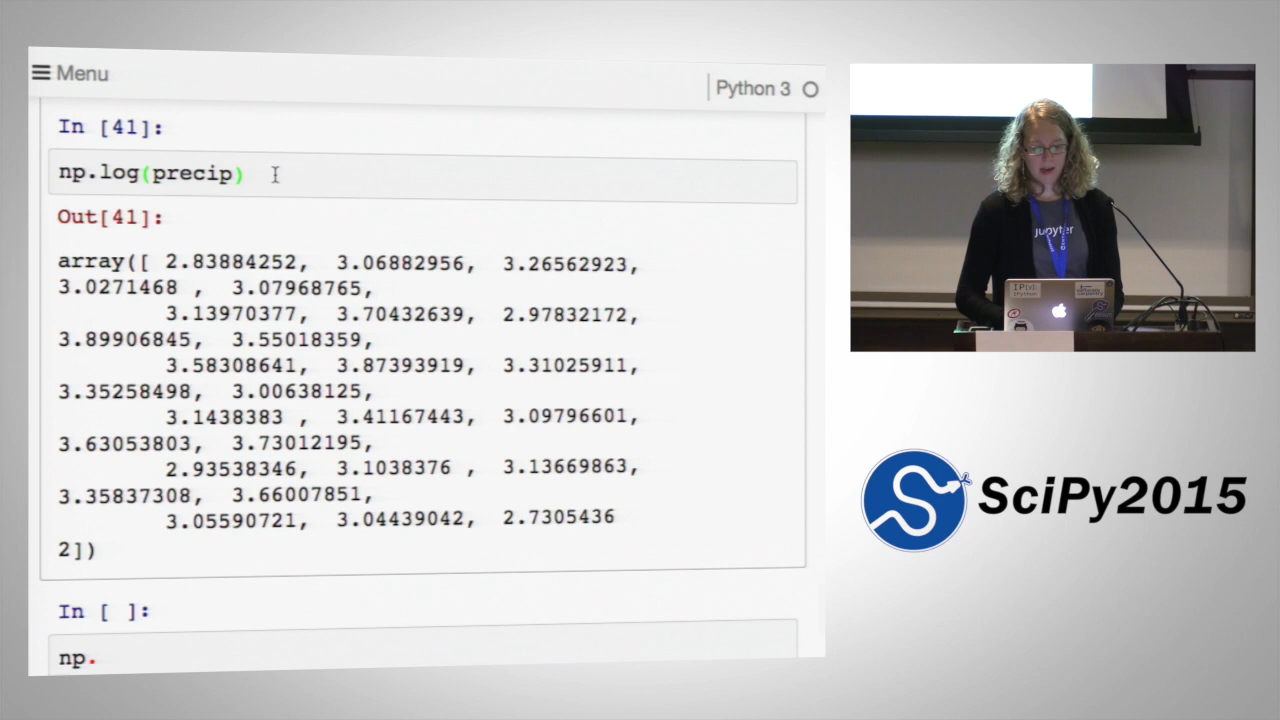 Menu
Python 3
In [41]:
np.log(precip)
Out[41]:
array([ 2.83884252, 3.06882956, 3.26562923,
3.0271468 , 3.07968765,
3.13970377, 3.70432639, 2.97832172,
3.89906845, 3.55018359,
3.58308641, 3.87393919, 3.31025911,
3.35258498, 3.00638125,
3.1438383 , 3.41167443, 3.09796601,
3.63053803, 3.73012195,
2.93538346, 3.1038376 , 3.13669863,
3.35837308, 3.66007851,
3.05590721, 3.04439042, 2.7305436
2])
In [ ]:
np.
jupyter
IP[y]:
IPython
SciPy2015